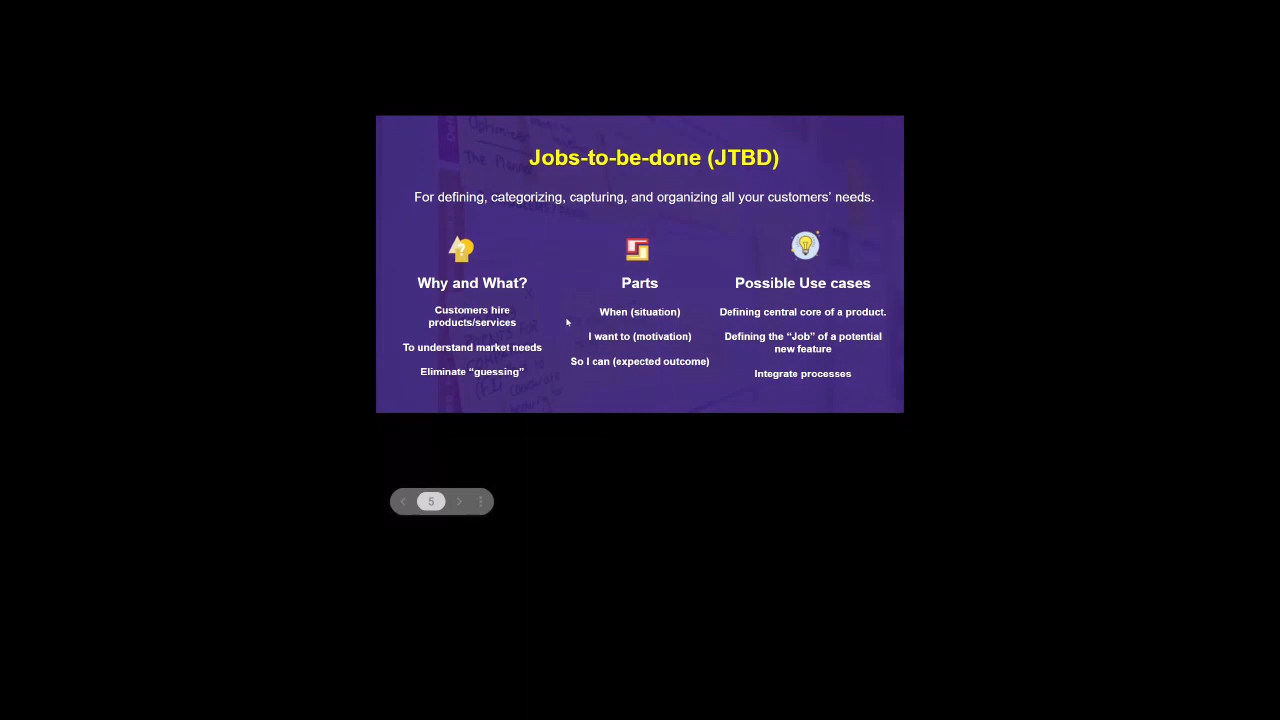 Jobs-to-be-done (JTBD)
For defining, categorizing, capturing, and organizing all your customers’ needs.
Why and What?
Customers hire
products/services
To understand market needs
Eliminate “guessing”
Parts
When (situation)
I want to (motivation)
So I can (expected outcome)
Possible Use cases
Defining central core of a product.
Defining the “Job” of a potential
new feature
Integrate processes
5